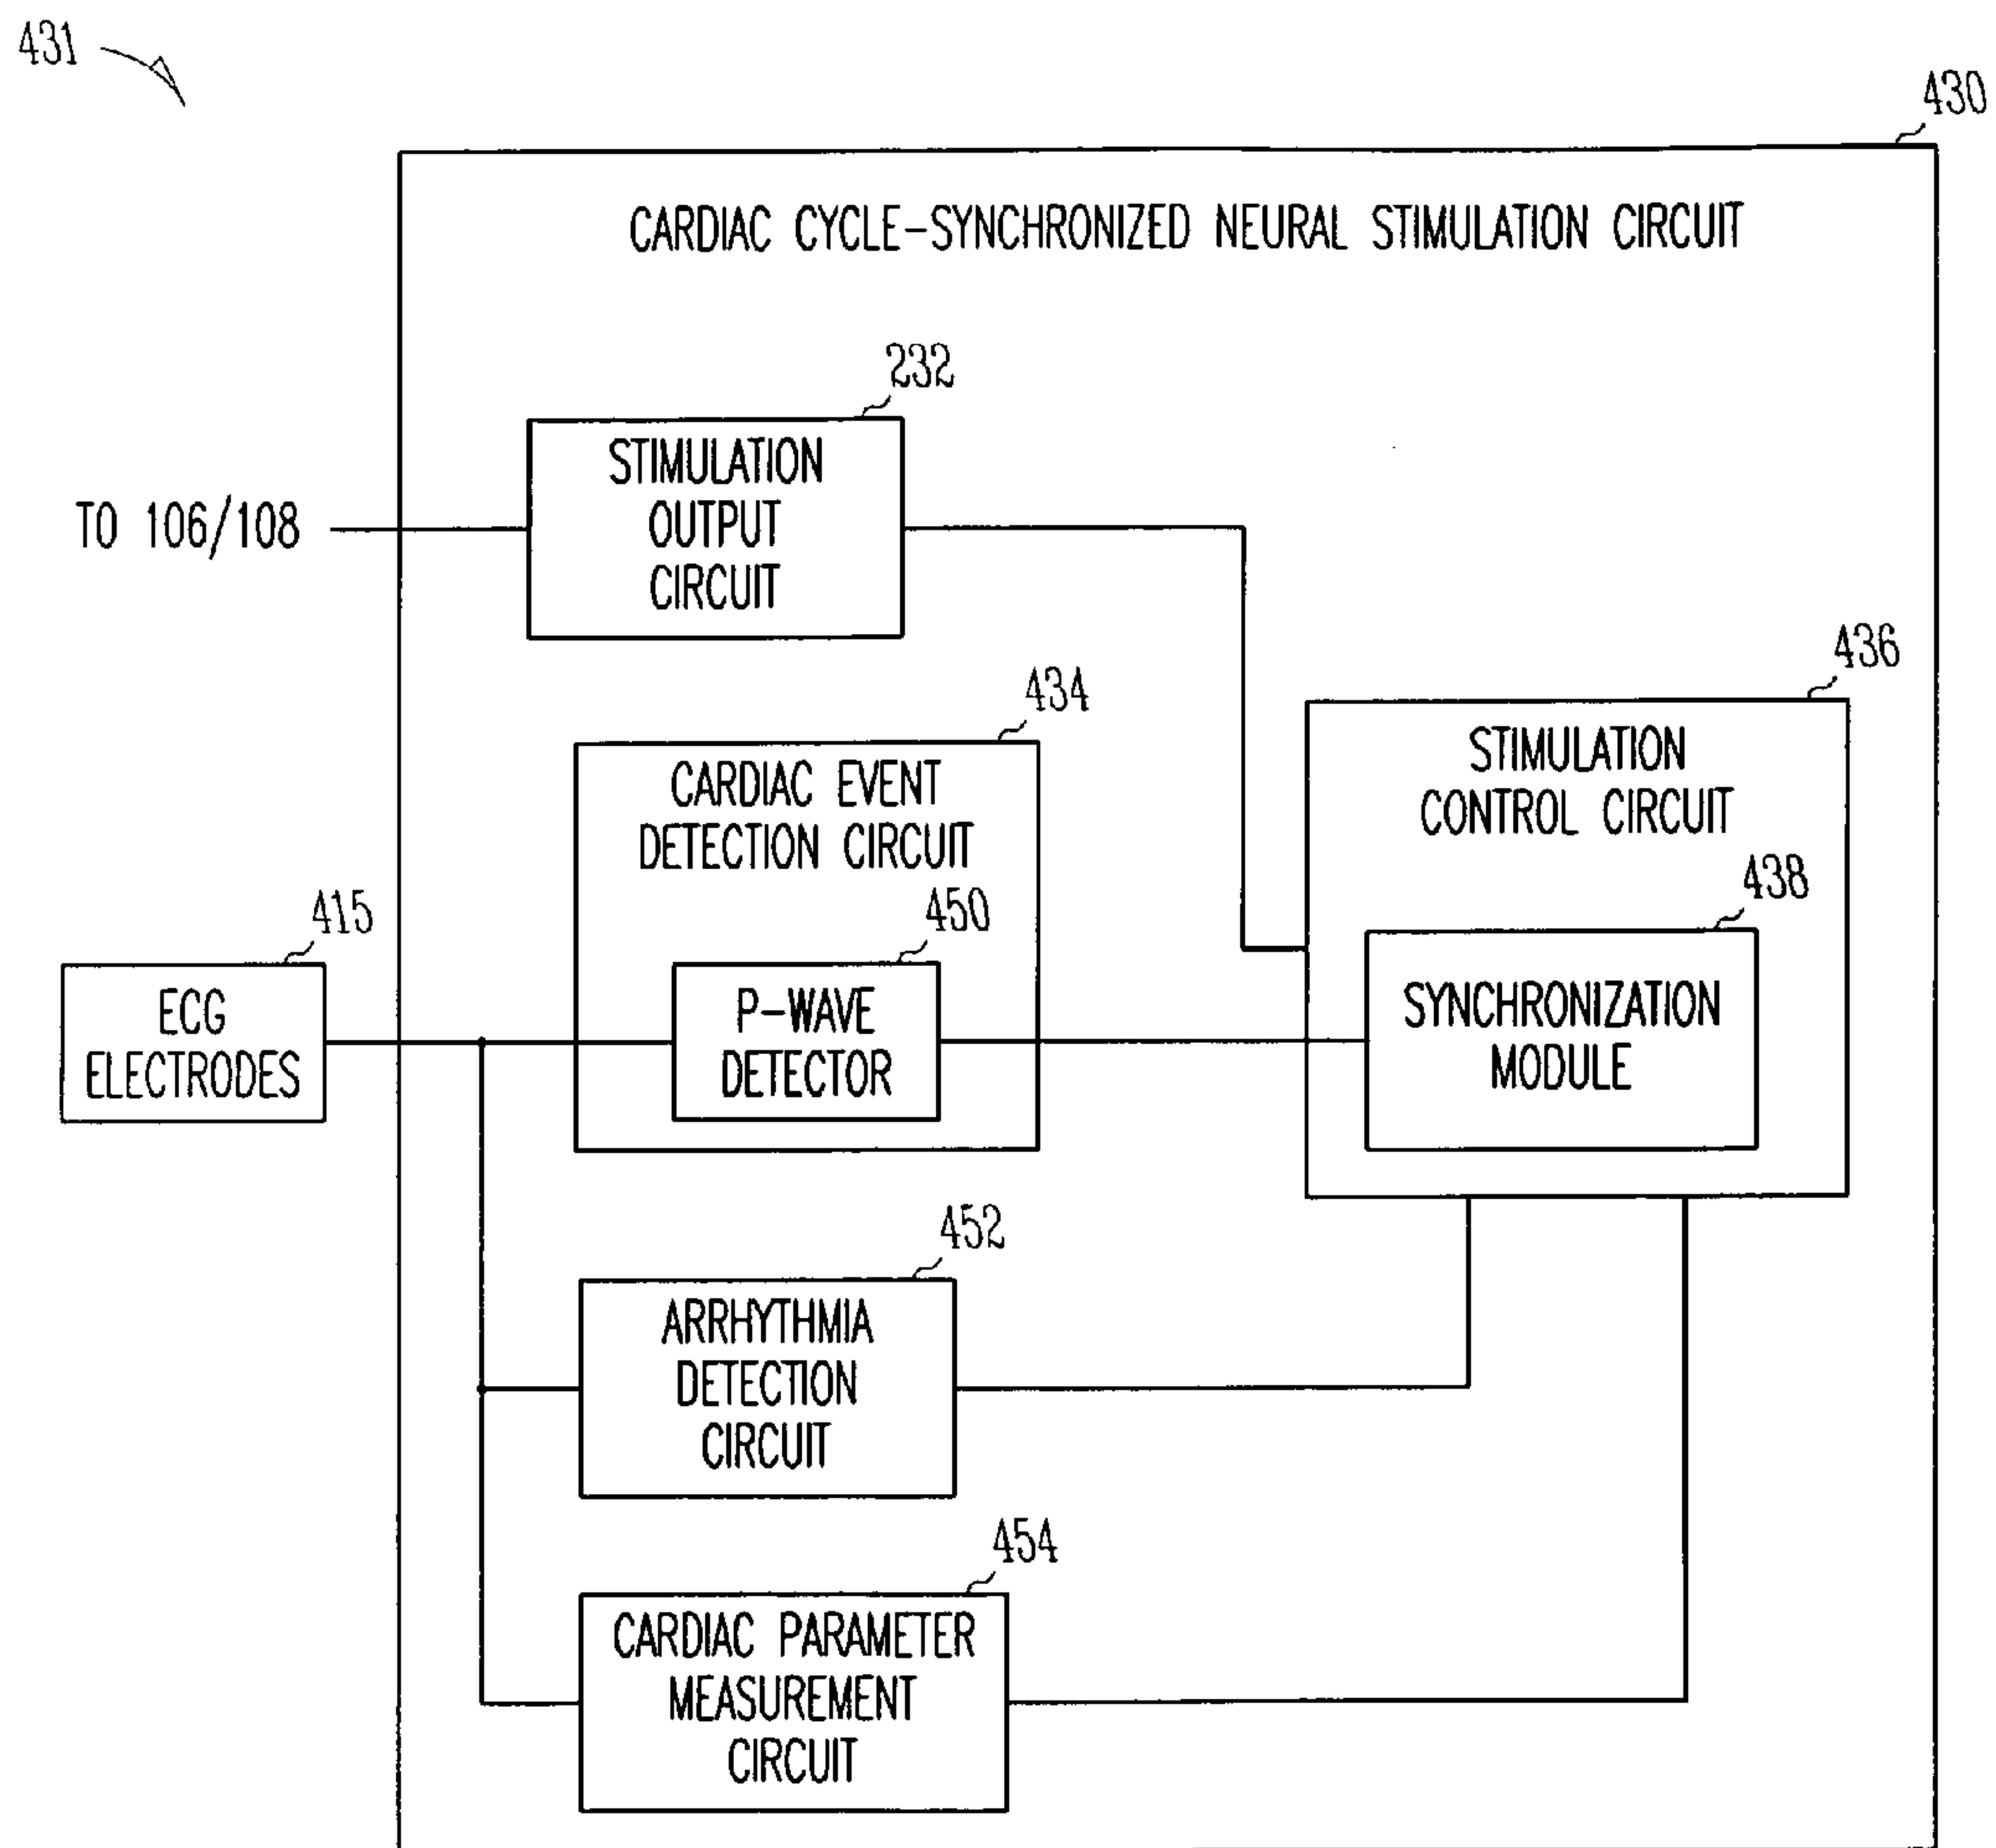 431
430
CARDIAC CYCLE-SYNCHRONIZED NEURAL STIMULATION CIRCUIT
232
STIMULATION
OUTPUT
CIRCUIT
TO 106/108
436
STIMULATION
CONTROL CIRCUIT
434
CARDIAC EVENT
DETECTION CIRCUIT
438
SYNCHRONIZATION
MODULE
450
P-WAVE
DETECTOR
415
ECG
ELECTRODES
452
ARRHYTHMIA
DETECTION
CIRCUIT
454
CARDIAC PARAMETER
MEASUREMENT
CIRCUIT